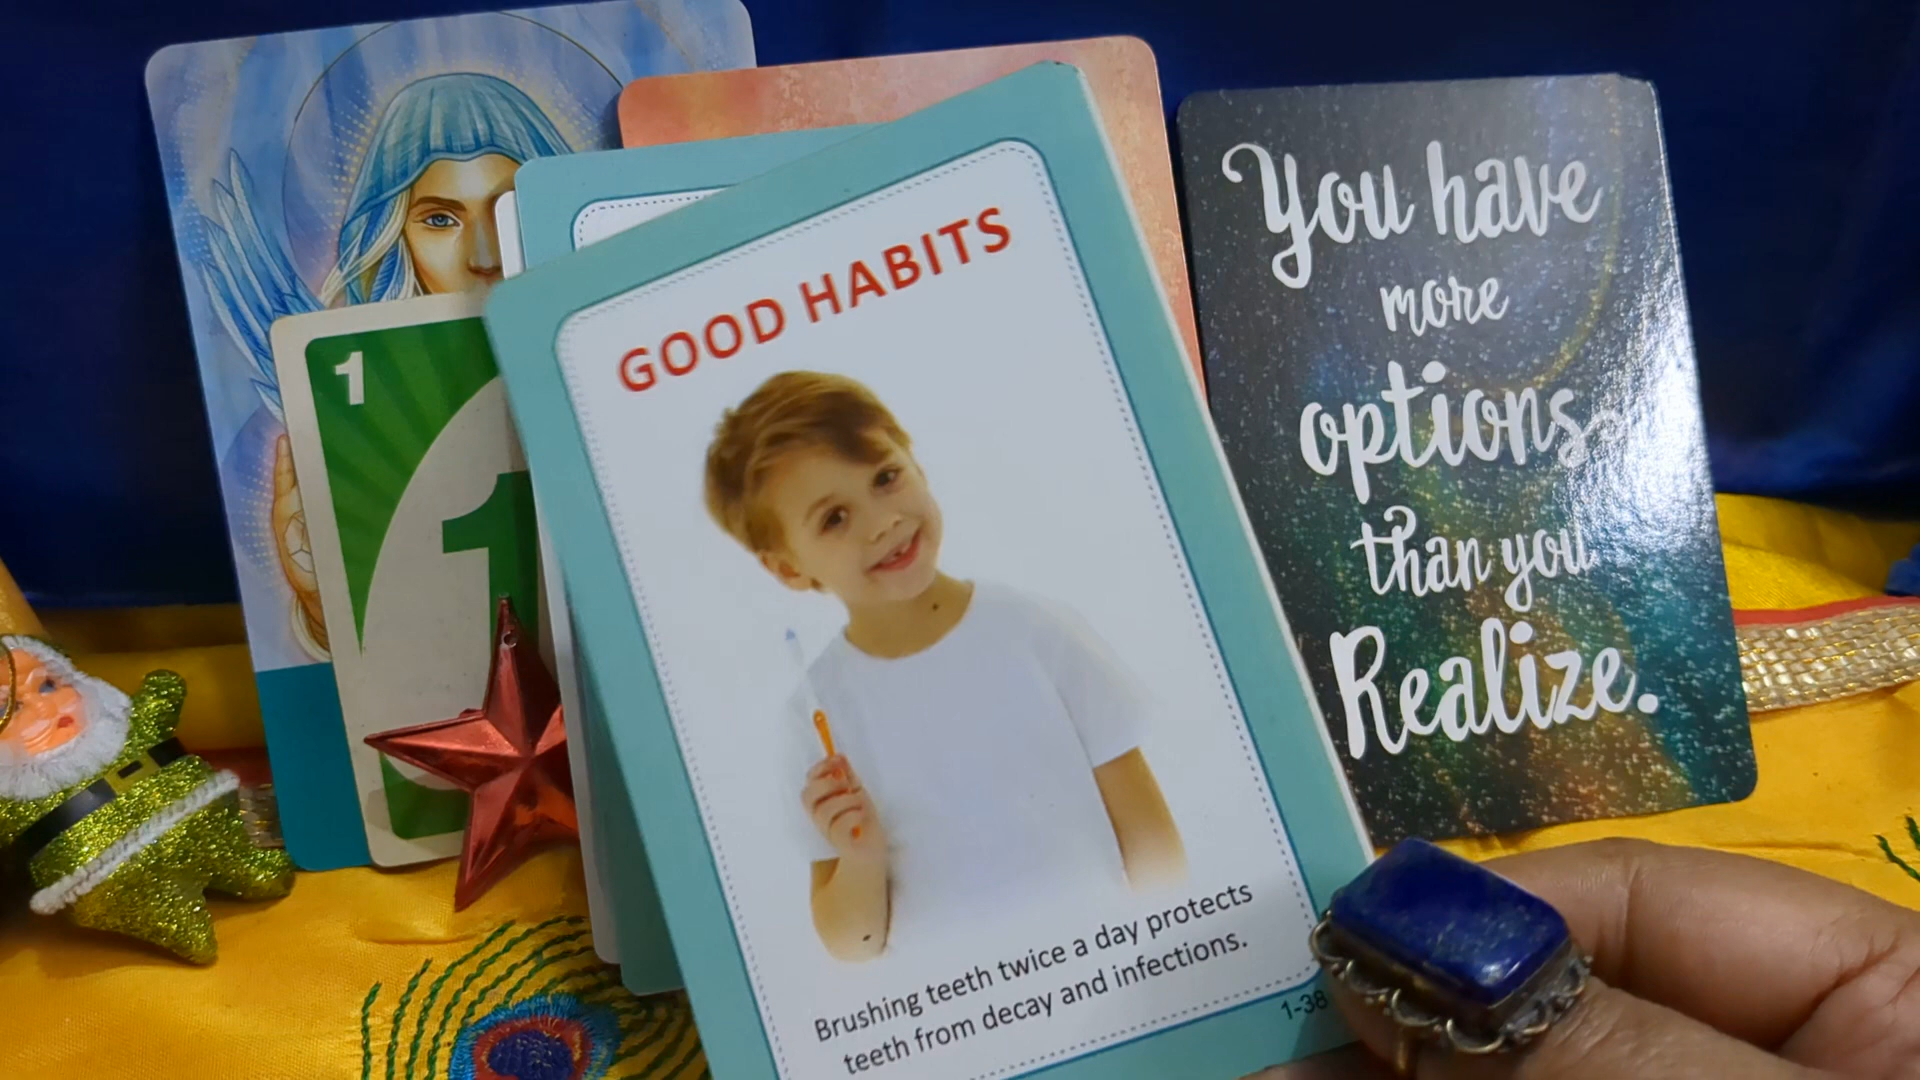 1
1
GOOD HABITS
Brushing teeth twice a day protects
teeth from decay and infections.
1-38
You have
more
options
than you
Realize.